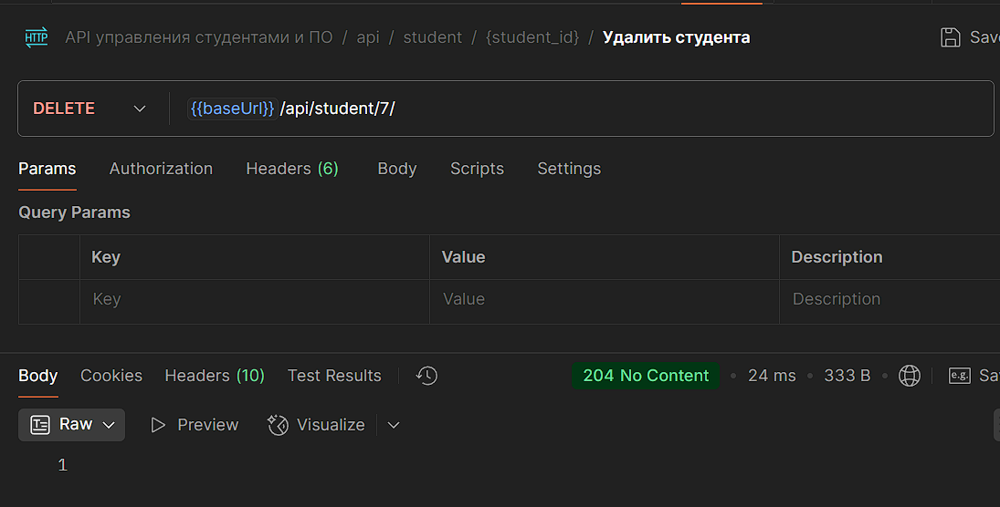 HTTP API управления студентами и ПО / api / student / {student_id} / Удалить студента Save
DELETE {{baseUrl}} /api/student/7/
Params Authorization Headers (6) Body Scripts Settings
Query Params
Key Value Description
Key Value Description
Body Cookies Headers (10) Test Results 204 No Content • 24 ms • 333 B • e.g. Sa
Raw Preview Visualize
1